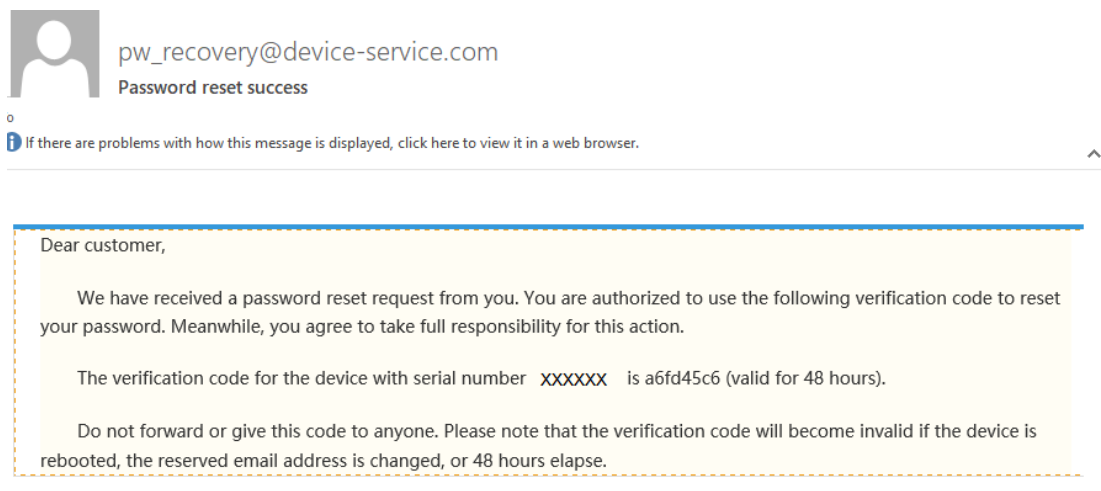 pw_recovery@device-service.com
Password reset success
o
If there are problems with how this message is displayed, click here to view it in a web browser.
Dear customer,
We have received a password reset request from you. You are authorized to use the following verification code to reset
your password. Meanwhile, you agree to take full responsibility for this action.
The verification code for the device with serial number XXXXXX is a6fd45c6 (valid for 48 hours).
Do not forward or give this code to anyone. Please note that the verification code will become invalid if the device is
rebooted, the reserved email address is changed, or 48 hours elapse.